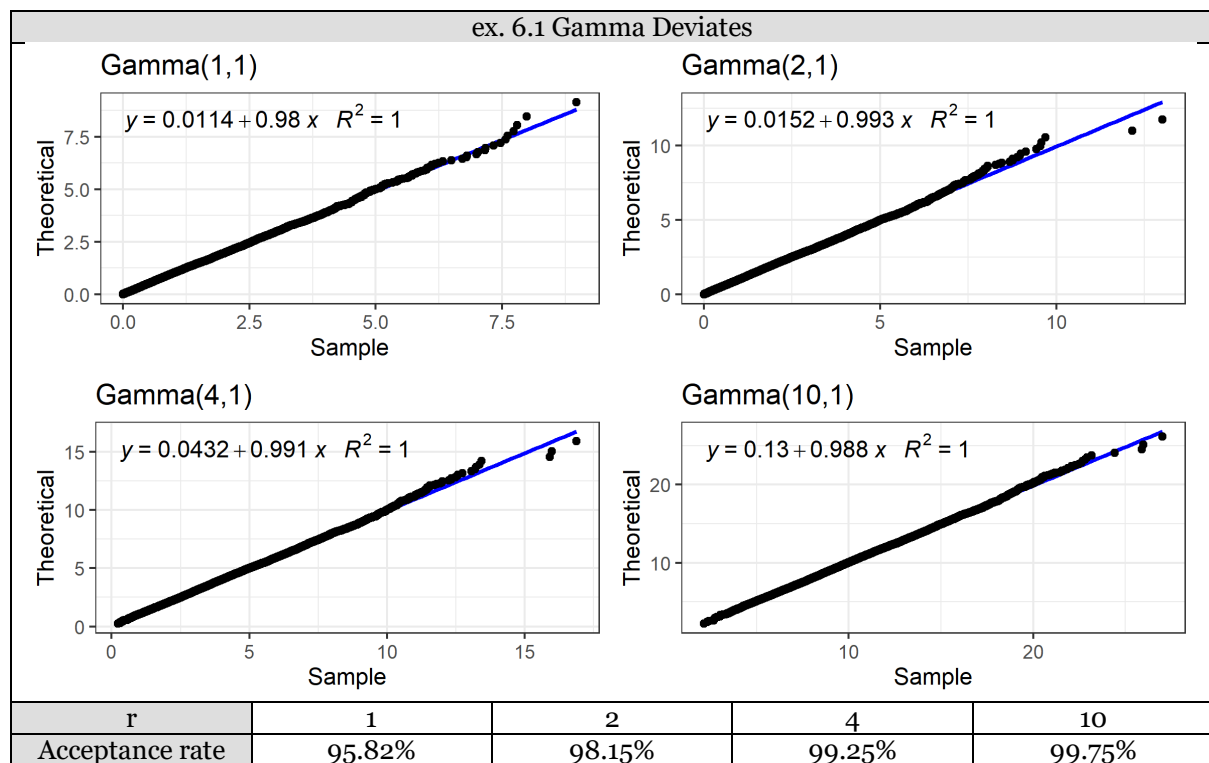 ex. 6.1 Gamma Deviates
Gamma(1,1)
y = 0.0114 + 0.98 x R² = 1
Theoretical
7.5
5.0
2.5
0.0
0.0 2.5 5.0 7.5
Sample
Gamma(2,1)
y = 0.0152 + 0.993 x R² = 1
Theoretical
10
5
0
0 5 10
Sample
Gamma(4,1)
y = 0.0432 + 0.991 x R² = 1
Theoretical
15
10
5
0
0 5 10 15
Sample
Gamma(10,1)
y = 0.13 + 0.988 x R² = 1
Theoretical
20
10
10 20
Sample
r 1 2 4 10
Acceptance rate 95.82% 98.15% 99.25% 99.75%